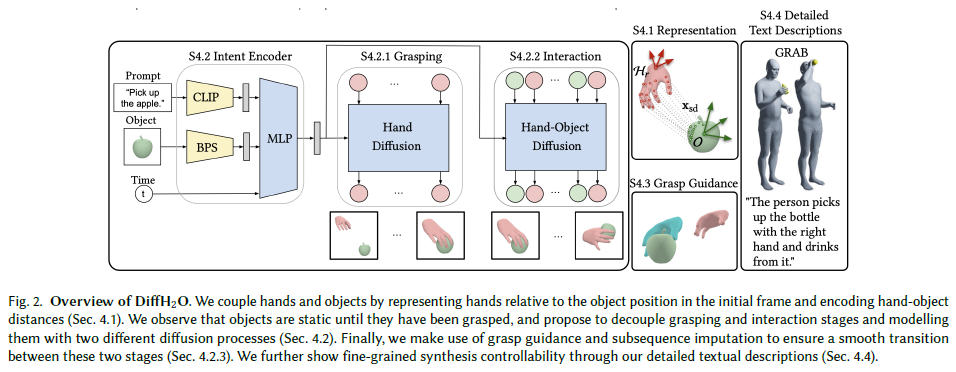 S4.2 Intent Encoder
S4.2.1 Grasping
S4.2.2 Interaction
S4.1 Representation
S4.4 Detailed
Text Descriptions
Prompt
"Pick up
the apple."
CLIP
Object
BPS
MLP
Time
t
...
Hand
Diffusion
...
...
...
Hand-Object
Diffusion
...
...
H
x_sd
O
S4.3 Grasp Guidance
GRAB
"The person picks
up the bottle
with the right
hand and drinks
from it."
Fig. 2. Overview of DiffH₂O. We couple hands and objects by representing hands relative to the object position in the initial frame and encoding hand-object
distances (Sec. 4.1). We observe that objects are static until they have been grasped, and propose to decouple grasping and interaction stages and modelling
them with two different diffusion processes (Sec. 4.2). Finally, we make use of grasp guidance and subsequence imputation to ensure a smooth transition
between these two stages (Sec. 4.2.3). We further show fine-grained synthesis controllability through our detailed textual descriptions (Sec. 4.4).